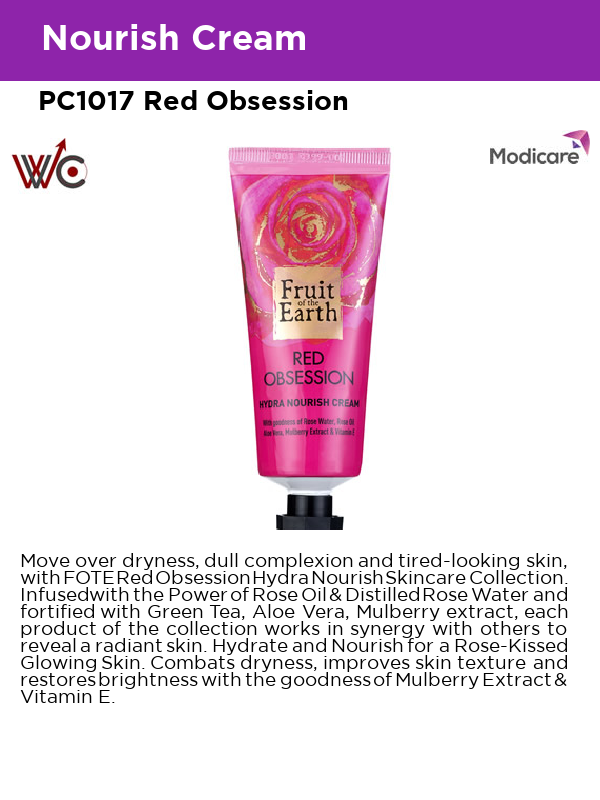 Nourish Cream
PC1017 Red Obsession
WC
Modicare
Fruit
of the
Earth
RED
OBSESSION
HYDRA NOURISH CREAM
With goodness of Rose Water, Rose Oil
Aloe Vera, Mulberry Extract & Vitamin E
Move over dryness, dull complexion and tired-looking skin,
with FOTE Red Obsession Hydra Nourish Skincare Collection.
Infusedwith the Power of Rose Oil & Distilled Rose Water and
fortified with Green Tea, Aloe Vera, Mulberry extract, each
product of the collection works in synergy with others to
reveal a radiant skin. Hydrate and Nourish for a Rose-Kissed
Glowing Skin. Combats dryness, improves skin texture and
restores brightness with the goodness of Mulberry Extract &
Vitamin E.